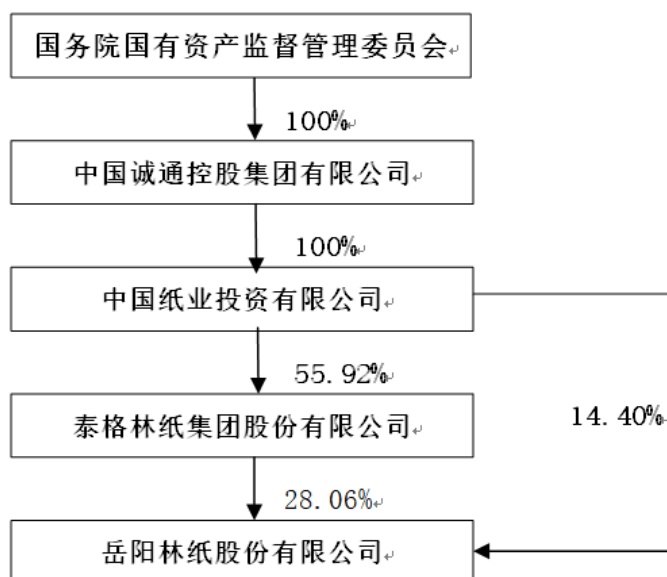 国务院国有资产监督管理委员会
100%
中国诚通控股集团有限公司
100%
中国纸业投资有限公司
55.92%
14.40%
泰格林纸集团股份有限公司
28.06%
岳阳林纸股份有限公司